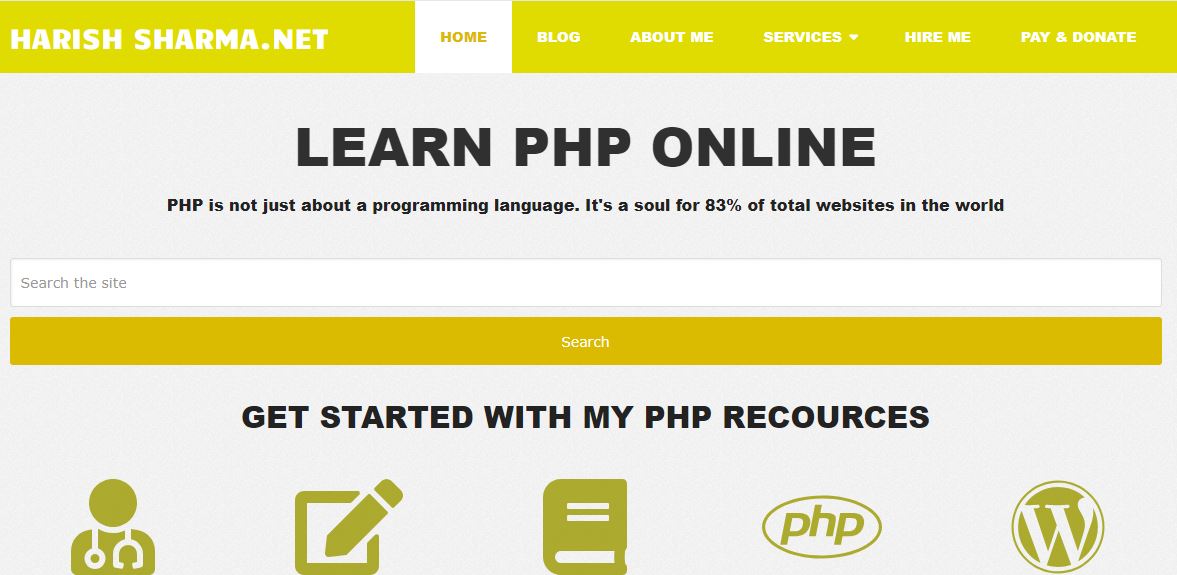 HARISH SHARMA.NET
HOME BLOG ABOUT ME SERVICES HIRE ME PAY & DONATE
LEARN PHP ONLINE
PHP is not just about a programming language. It's a soul for 83% of total websites in the world
Search the site
Search
GET STARTED WITH MY PHP RECOURCES
php
W